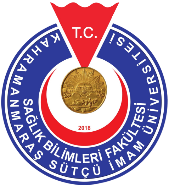 T.C.
KAHRAMANMARAŞ SÜTÇÜ İMAM ÜNİVERSİTESİ
SAĞLIK BİLİMLERİ FAKÜLTESİ
2018